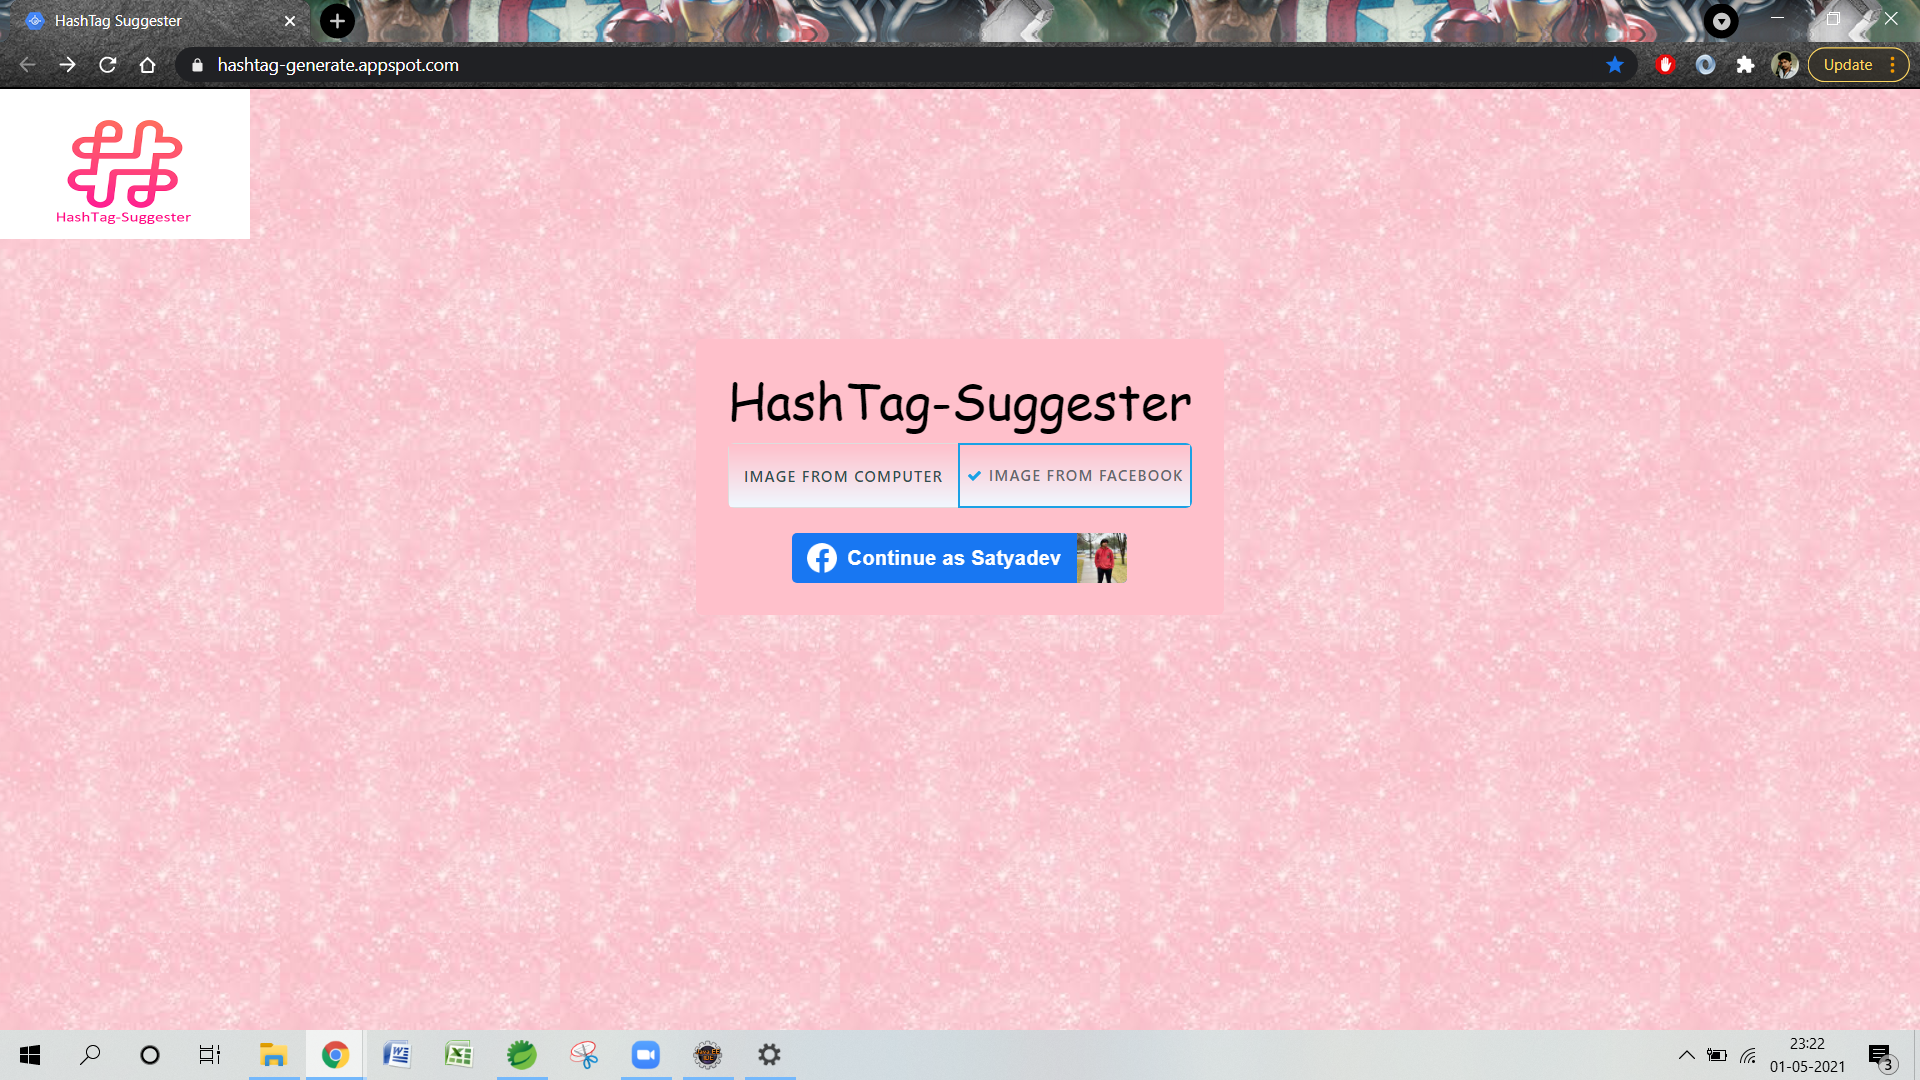 HashTag Suggester
hashtag-generate.appspot.com
Update
HashTag-Suggester
HashTag-Suggester
IMAGE FROM COMPUTER
IMAGE FROM FACEBOOK
Continue as Satyadev
23:22
01-05-2021
3